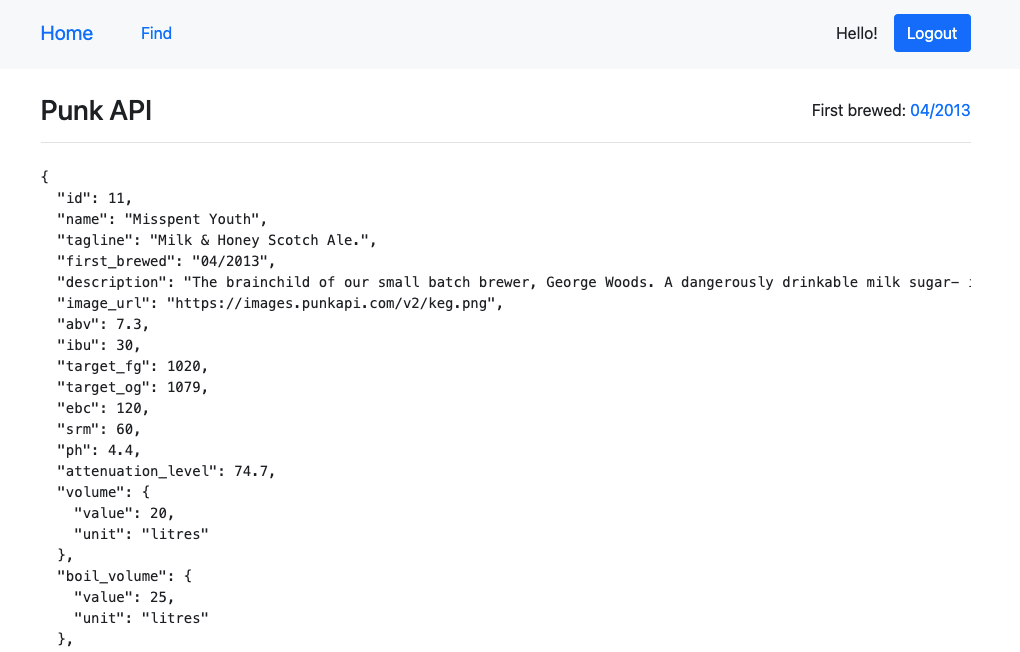 Home Find Hello! Logout
Punk API First brewed: 04/2013
{
  "id": 11,
  "name": "Misspent Youth",
  "tagline": "Milk & Honey Scotch Ale.",
  "first_brewed": "04/2013",
  "description": "The brainchild of our small batch brewer, George Woods. A dangerously drinkable milk sugar-
  "image_url": "https://images.punkapi.com/v2/keg.png",
  "abv": 7.3,
  "ibu": 30,
  "target_fg": 1020,
  "target_og": 1079,
  "ebc": 120,
  "srm": 60,
  "ph": 4.4,
  "attenuation_level": 74.7,
  "volume": {
    "value": 20,
    "unit": "litres"
  },
  "boil_volume": {
    "value": 25,
    "unit": "litres"
  },